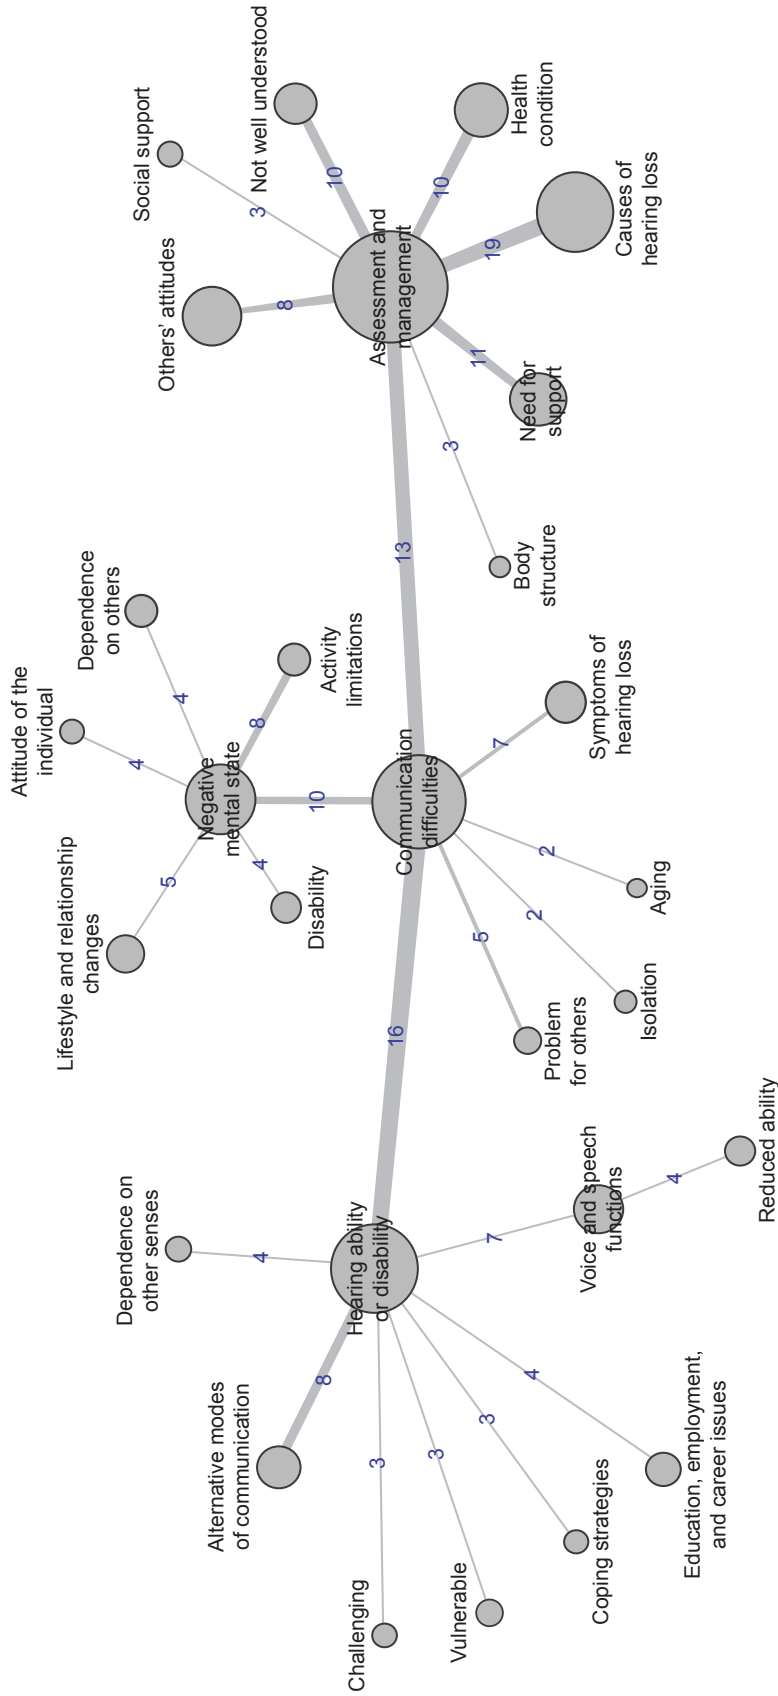 Dependence on
other senses
4
Alternative modes
of communication
8
Hearing ability
or disability
Challenging
3
Vulnerable
3
Coping strategies
3
Education, employment,
and career issues
4
7
Voice and speech
functions
4
Reduced ability
16
Lifestyle and relationship
changes
5
Attitude of the
individual
4
Dependence
on others
4
Negative
mental state
8
Activity
limitations
4
Disability
10
Communication
difficulties
5
Problem
for others
2
Isolation
2
Aging
7
Symptoms of
hearing loss
13
Others’ attitudes
8
Social support
3
Not well understood
10
Assessment and
management
10
Health
condition
19
Causes of
hearing loss
11
Need for
support
3
Body
structure